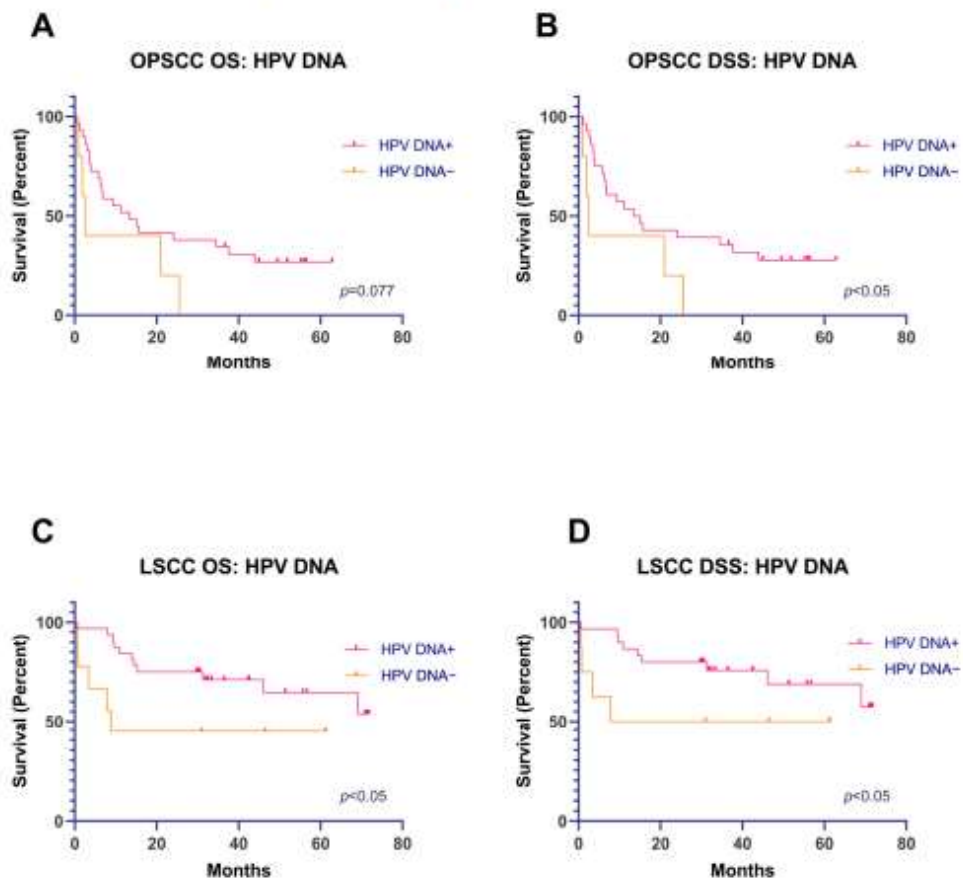 A
OPSCC OS: HPV DNA
Survival (Percent)
100
50
0
HPV DNA+
HPV DNA−
p=0.077
0 20 40 60 80
Months
B
OPSCC DSS: HPV DNA
Survival (Percent)
100
50
0
HPV DNA+
HPV DNA−
p<0.05
0 20 40 60 80
Months
C
LSCC OS: HPV DNA
Survival (Percent)
100
50
0
HPV DNA+
HPV DNA−
p<0.05
0 20 40 60 80
Months
D
LSCC DSS: HPV DNA
Survival (Percent)
100
50
0
HPV DNA+
HPV DNA−
p<0.05
0 20 40 60 80
Months